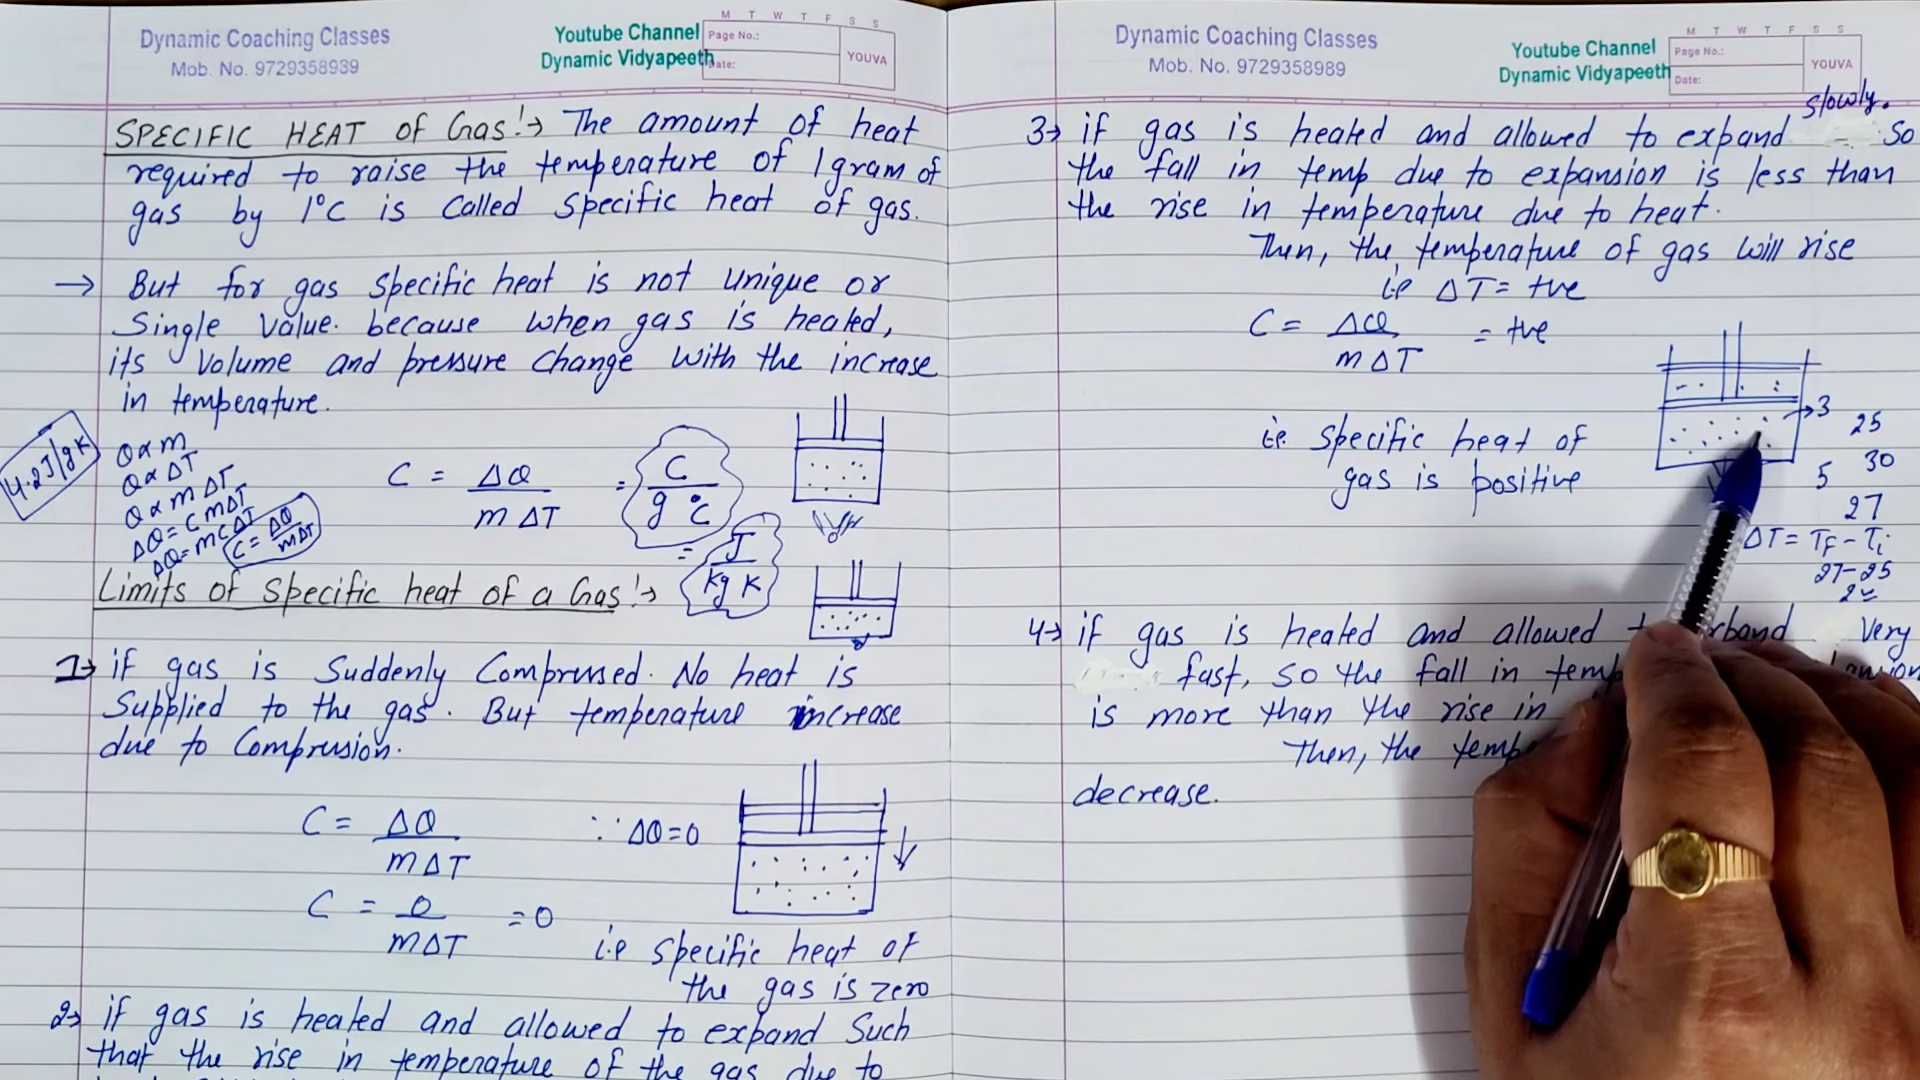 Dynamic Coaching Classes
Mob. No. 9729358939
Youtube Channel
Dynamic Vidyapeeth
M T W T F S S
Page No.:
Date:
YOUVA
SPECIFIC HEAT of Gas!→ The amount of heat
required to raise the temperature of 1 gram of
gas by 1°C is called specific heat of gas.
→ But for gas specific heat is not unique or
Single value. because when gas is heated,
its volume and pressure change with the increase
in temperature.
4.2 J/g K
Q ∝ m
Q ∝ ΔT
Q ∝ m ΔT
ΔQ = C m ΔT
ΔQ = m C ΔT
C = ΔQ / mΔT
C = ΔQ / m ΔT = C / g °C
= J / kg K
Limits of specific heat of a Gas!→
1→ if gas is Suddenly Compressed. No heat is
Supplied to the gas. But temperature increase
due to Compression.
C = ΔQ / m ΔT ∵ ΔQ = 0
C = 0 / mΔT = 0
i.e specific heat of
the gas is zero
2→ if gas is heated and allowed to expand Such
that the rise in temperature of the gas due to
Dynamic Coaching Classes
Mob. No. 9729358989
Youtube Channel
Dynamic Vidyapeeth
M T W T F S S
Page No.:
Date:
YOUVA
slowly.
3→ if gas is heated and allowed to expand So
the fall in temp due to expansion is less than
the rise in temperature due to heat.
Then, the temperature of gas will rise
i.e ΔT = +ve
C = ΔQ / m ΔT = +ve
i.e. specific heat of
gas is positive
→3
25
5 30
27
ΔT = Tf - Ti
27-25
2
4→ if gas is heated and allowed Very
fast, so the fall in temp
is more than the rise in
Then, the temp
decrease.